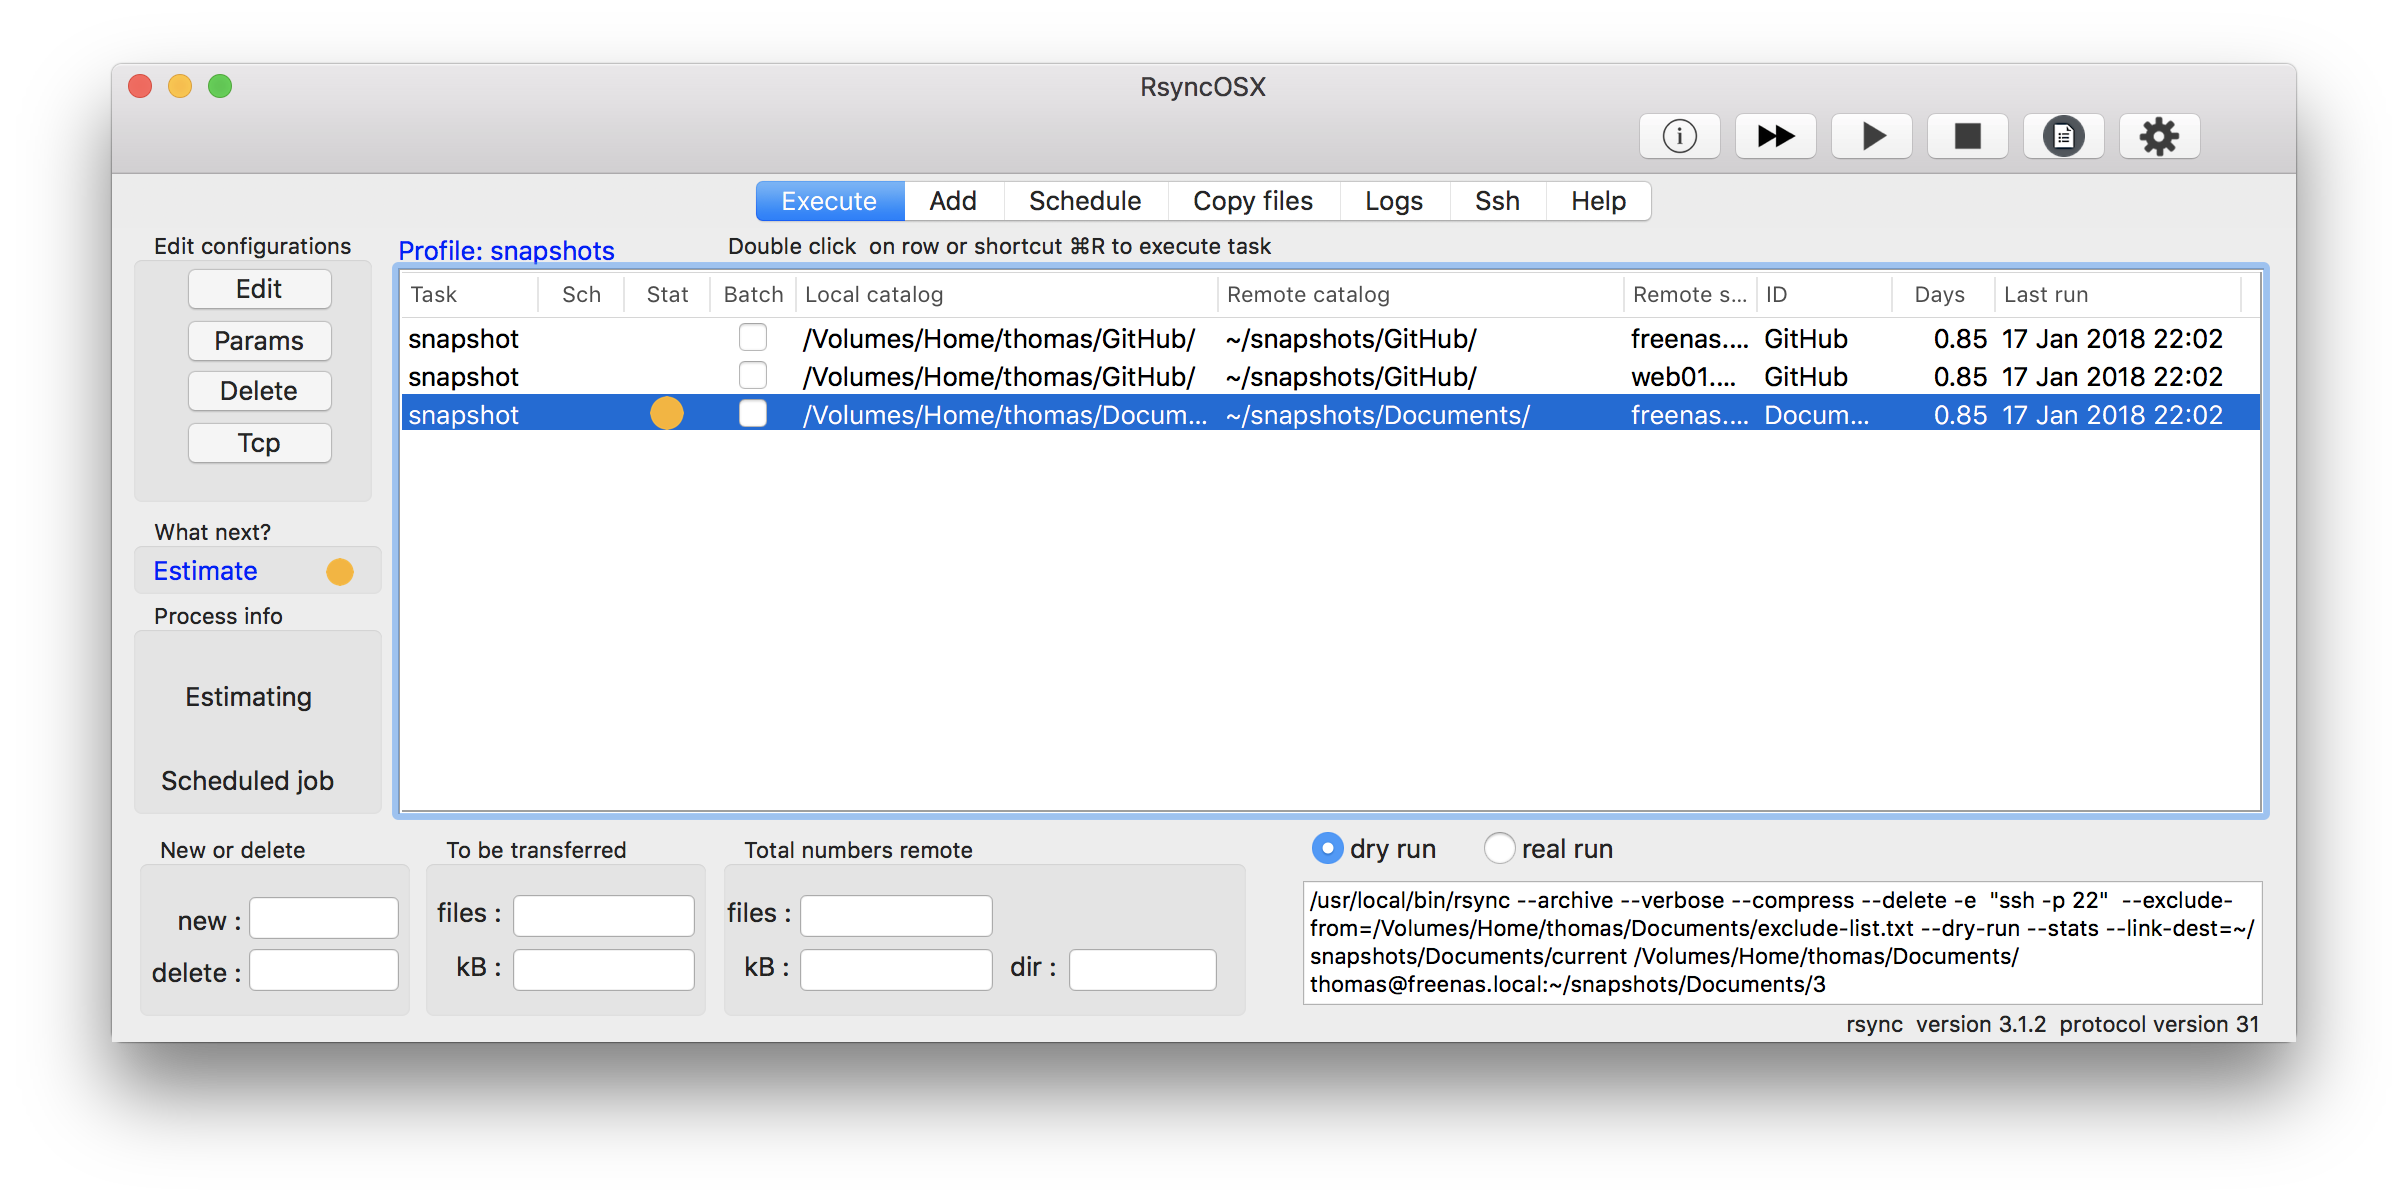 RsyncOSX
Execute Add Schedule Copy files Logs Ssh Help
Edit configurations
Profile: snapshots
Double click  on row or shortcut ⌘R to execute task
Edit
Params
Delete
Tcp
Task Sch Stat Batch Local catalog Remote catalog Remote s... ID Days Last run
snapshot /Volumes/Home/thomas/GitHub/ ~/snapshots/GitHub/ freenas.... GitHub 0.85 17 Jan 2018 22:02
snapshot /Volumes/Home/thomas/GitHub/ ~/snapshots/GitHub/ web01.... GitHub 0.85 17 Jan 2018 22:02
snapshot /Volumes/Home/thomas/Docum... ~/snapshots/Documents/ freenas.... Docum... 0.85 17 Jan 2018 22:02
What next?
Estimate
Process info
Estimating
Scheduled job
New or delete
new :
delete :
To be transferred
files :
kB :
Total numbers remote
files :
kB : dir :
dry run real run
/usr/local/bin/rsync --archive --verbose --compress --delete -e  "ssh -p 22"  --exclude-
from=/Volumes/Home/thomas/Documents/exclude-list.txt --dry-run --stats --link-dest=~/
snapshots/Documents/current /Volumes/Home/thomas/Documents/
thomas@freenas.local:~/snapshots/Documents/3
rsync  version 3.1.2  protocol version 31